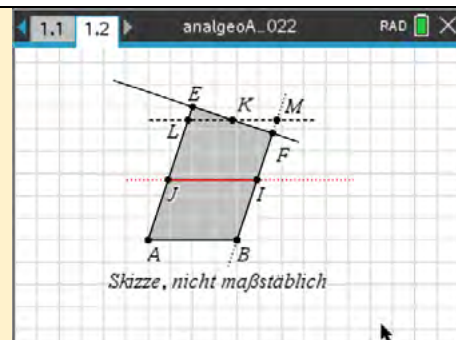 1.1 1.2 analgeoA_022 RAD
E
K
M
L
F
J
I
A
B
Skizze, nicht maßstäblich